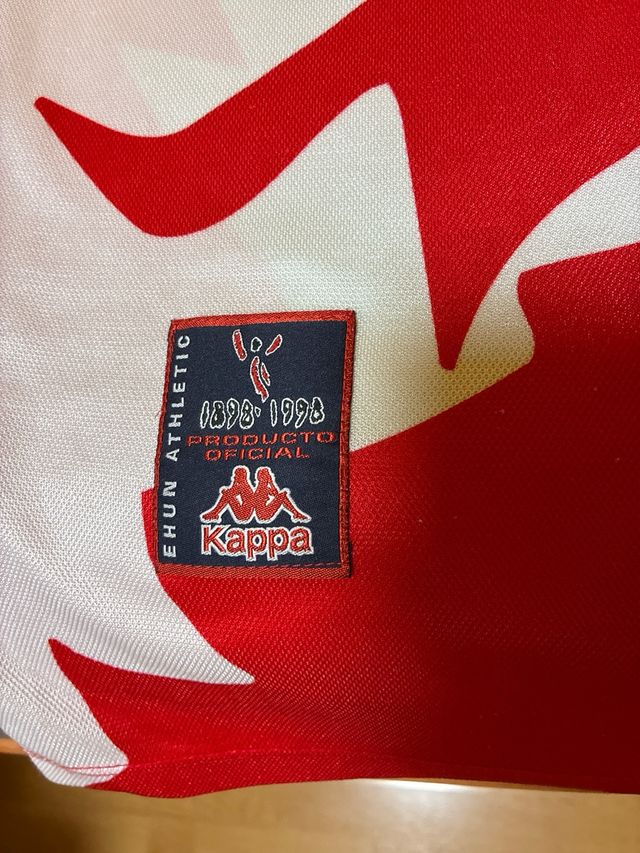 EHUN ATHLETIC
1898·1998
PRODUCTO
OFICIAL
Kappa